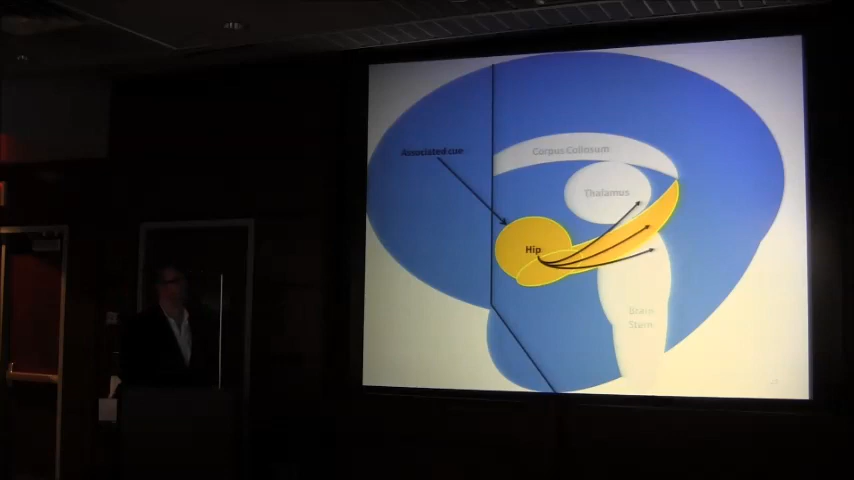 Corpus Collosum
Associated cue
Thalamus
Hip
Brain
Stem